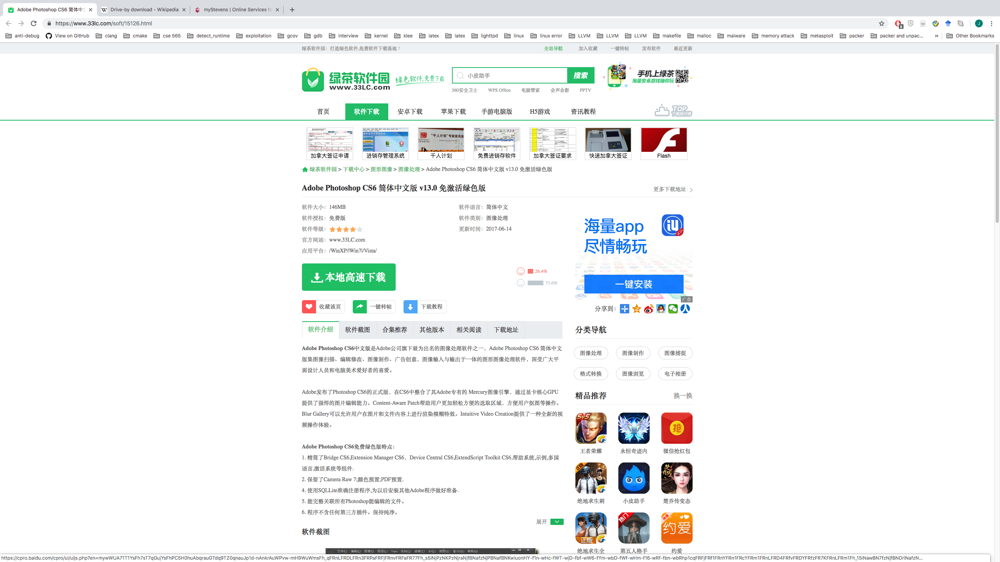 Adobe Photoshop CS6 简体中文
Drive-by download - Wikipedia
myStevens | Online Services fo
https://www.33lc.com/soft/15126.html
anti-debug View on GitHub clang cmake cse 565 detect_runtime exploitation gcov gdb interview kernel klee latex latex lighttpd linux linux error LLVM LLVM LLVM makefile malloc malware memory attack metasploit packer packer and unpac... » Other Bookmarks
绿茶软件园：打造绿色软件,免费软件下载基地！ 全站导航 加入收藏 一键转帖 发布软件 最近更新
绿茶软件园
www.33LC.com
绿色软件,免费下载
小皮助手 搜索
手机上绿茶
海量安卓游戏随你玩
360安全卫士 WPS Office 电脑管家 会声会影 PPTV
首页 软件下载 安卓下载 苹果下载 手游电脑版 H5游戏 资讯教程
TOP
下载排行榜
加拿大签证申请 进销存管理系统 千人计划 免费进销存软件 加拿大签证要求 快速加拿大签证 Flash
绿茶软件园 > 下载中心 > 图形图像 > 图像处理 > Adobe Photoshop CS6 简体中文版 v13.0 免激活绿色版
Adobe Photoshop CS6 简体中文版 v13.0 免激活绿色版
更多下载地址
软件大小：146MB 软件语言：简体中文
软件授权：免费版 软件类别：图像处理
软件等级： 更新时间：2017-06-14
官方网站：www.33LC.com
应用平台：/WinXP/|Win7|/Vista/
本地高速下载
26.4%
73.6%
海量app
尽情畅玩
i4.cn
一键安装
广告
收藏该页 一键转帖 下载教程
分享到：
软件介绍 软件截图 合集推荐 其他版本 相关阅读 下载地址
Adobe Photoshop CS6中文版是Adobe公司旗下最为出名的图像处理软件之一，Adobe Photoshop CS6 简体中文
版集图像扫描、编辑修改、图像制作、广告创意，图像输入与输出于一体的图形图像处理软件，深受广大平
面设计人员和电脑美术爱好者的喜爱。
Adobe发布了Photoshop CS6的正式版，在CS6中整合了其Adobe专有的 Mercury图像引擎，通过显卡核心GPU
提供了强悍的图片编辑能力。Content-Aware Patch帮助用户更加轻松方便的选取区域，方便用户抠图等操作。
Blur Gallery可以允许用户在图片和文件内容上进行渲染模糊特效。Intuitive Video Creation提供了一种全新的视
频操作体验。
Adobe Photoshop CS6免费绿色版特点：
1. 精简了Bridge CS6,Extension Manager CS6，Device Central CS6,ExtendScript Toolkit CS6,帮助系统,示例,多国
语言,激活系统等组件.
2. 保留了Camera Raw 7;颜色预置;PDF预置.
4. 使用SQLLite准确注册程序,为以后安装其他Adobe程序做好准备.
5. 能完整关联所有Photoshop能编辑的文件。
6. 程序不含任何第三方插件。保持纯净。
展开
软件截图
文件(F) 编辑(E) 图像(I) 图层(L) Type 选择(S) 滤镜(T) 3D(D) 视图(V) 窗口(W) 帮助(H)
分类导航
图像处理 图像制作 图像捕捉
格式转换 图像浏览 电子相册
精品推荐 换一换
5v5
抢
王者荣耀 永恒奇迹内 微信抢红包
正版
绝地求生刺 小皮助手 楚乔传变态
正版
热门
约爱
绝地求生全 第五人格手 约爱